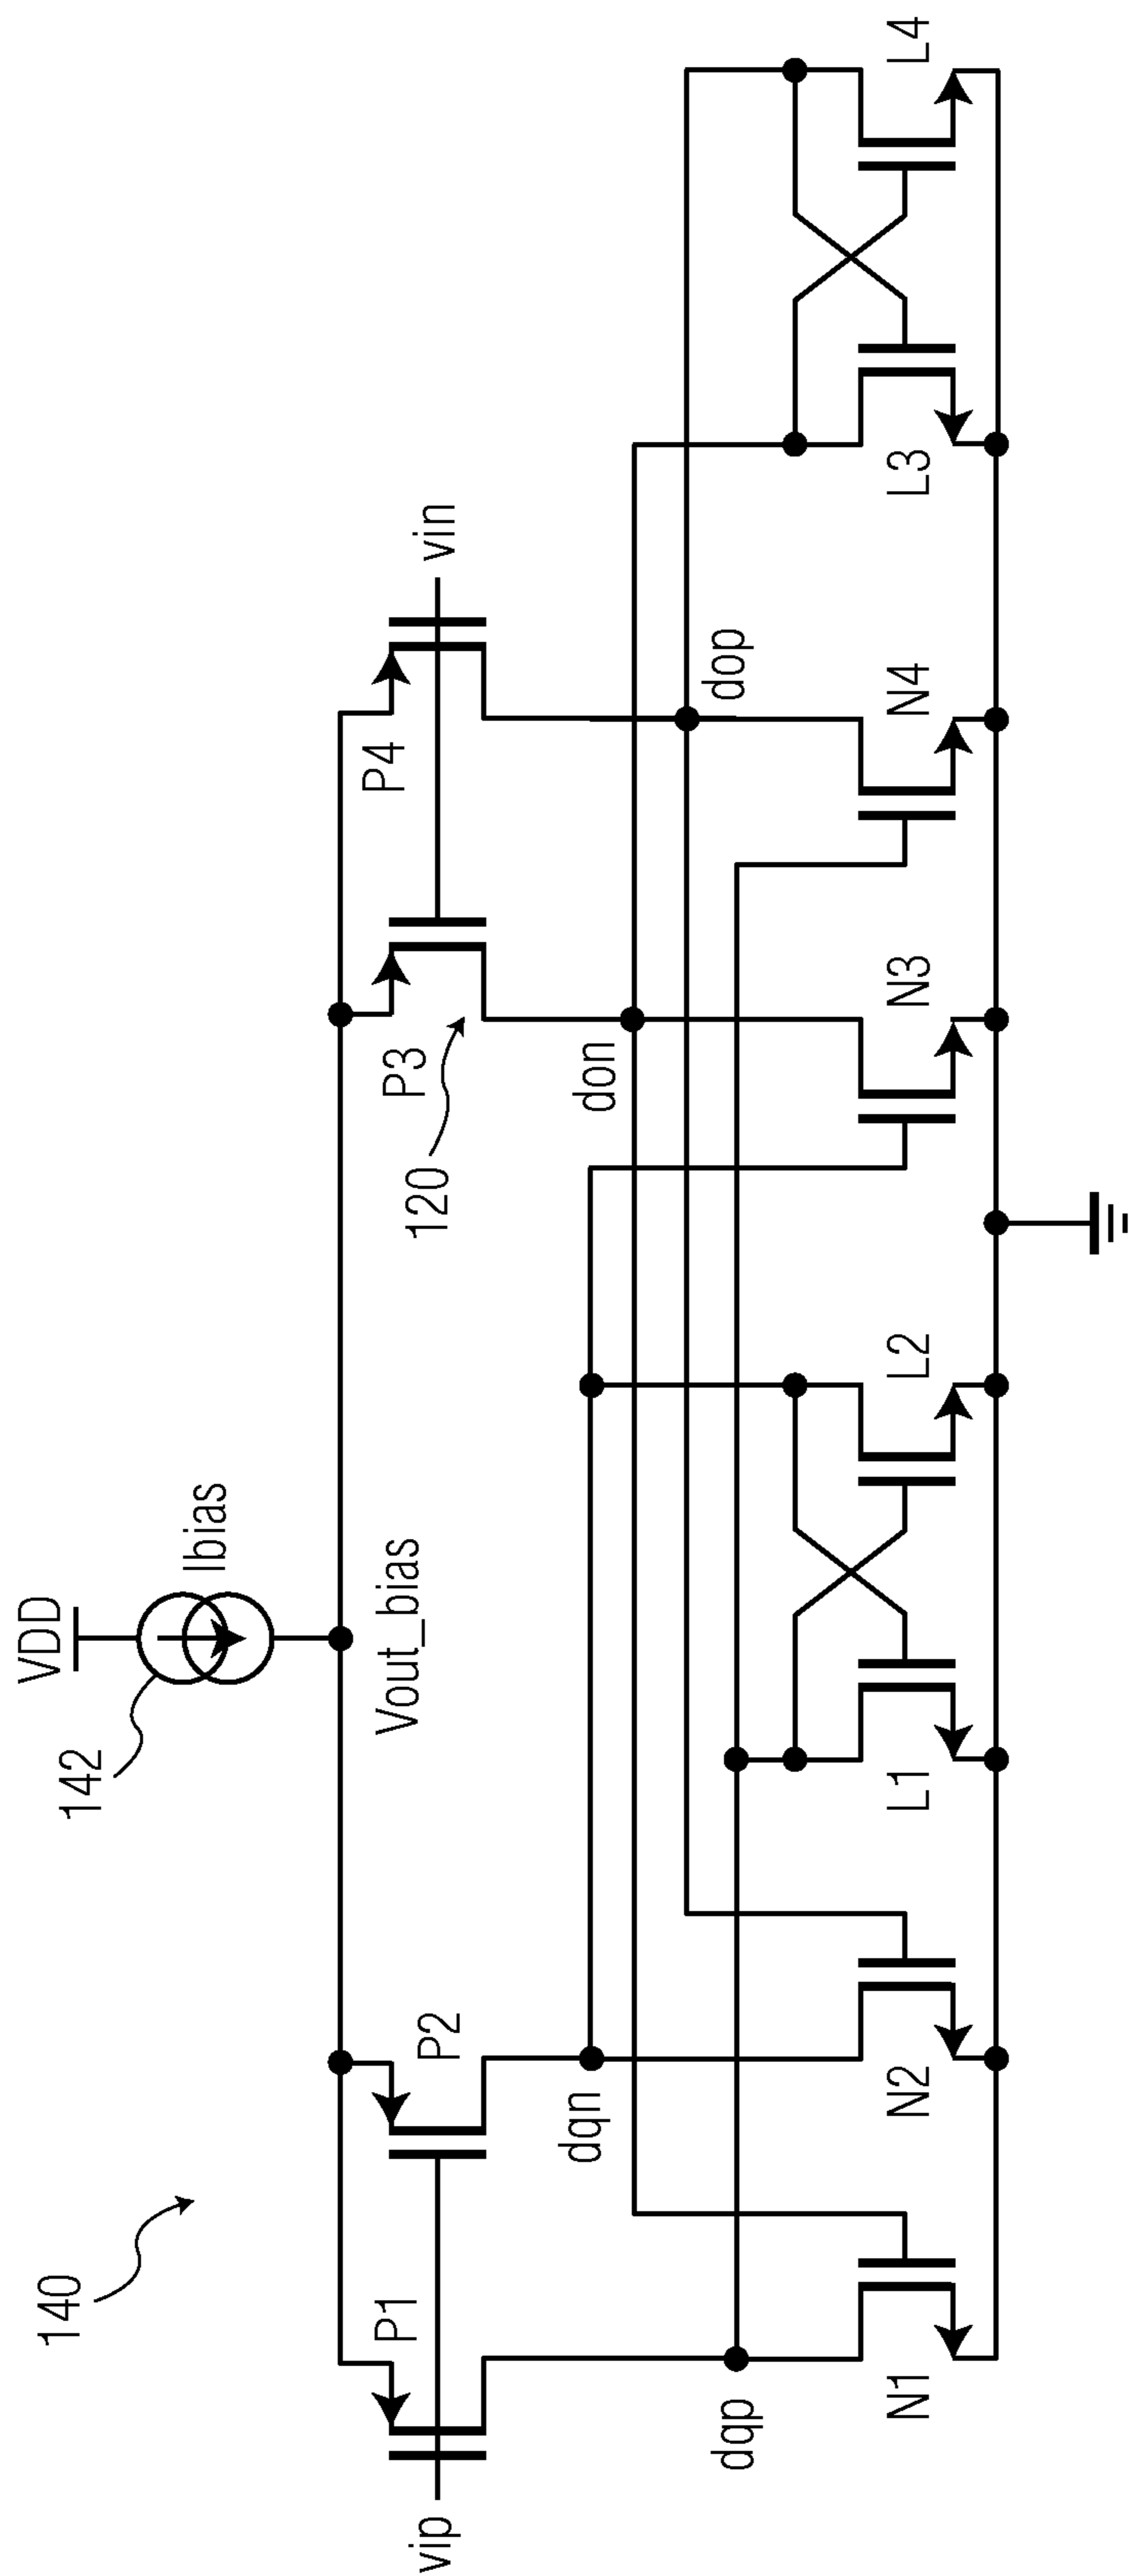 140
142
VDD
Ibias
Vout_bias
vip
P1
P2
P3
P4
vin
120
dqp
dqn
don
dop
N1
N2
L1
L2
N3
N4
L3
L4